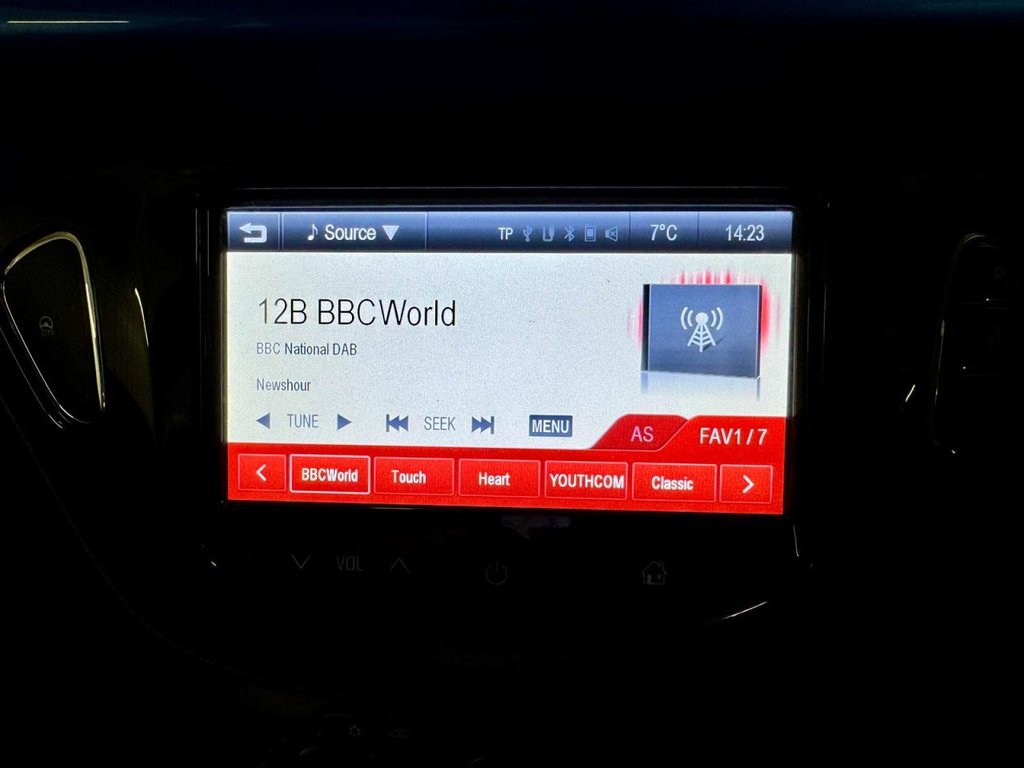 Source TP 7°C 14:23
12B BBCWorld
BBC National DAB
Newshour
TUNE SEEK MENU AS FAV1/7
BBCWorld Touch Heart YOUTHCOM Classic
VOL